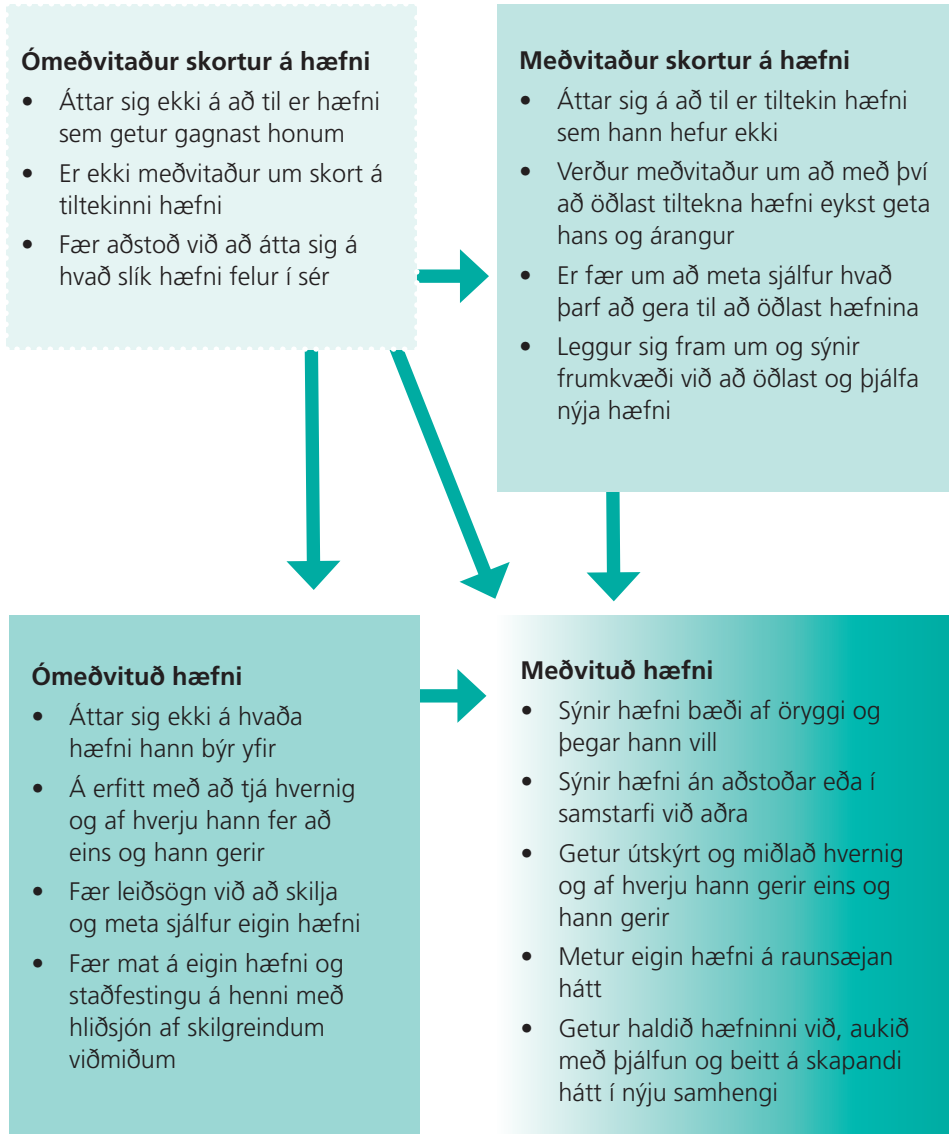 Ómeðvitaður skortur á hæfni
• Áttar sig ekki á að til er hæfni
sem getur gagnast honum
• Er ekki meðvitaður um skort á
tiltekinni hæfni
• Fær aðstoð við að átta sig á
hvað slík hæfni felur í sér
Meðvitaður skortur á hæfni
• Áttar sig á að til er tiltekin hæfni
sem hann hefur ekki
• Verður meðvitaður um að með því
að öðlast tiltekna hæfni eykst geta
hans og árangur
• Er fær um að meta sjálfur hvað
þarf að gera til að öðlast hæfnina
• Leggur sig fram um og sýnir
frumkvæði við að öðlast og þjálfa
nýja hæfni
Ómeðvituð hæfni
• Áttar sig ekki á hvaða
hæfni hann býr yfir
• Á erfitt með að tjá hvernig
og af hverju hann fer að
eins og hann gerir
• Fær leiðsögn við að skilja
og meta sjálfur eigin hæfni
• Fær mat á eigin hæfni og
staðfestingu á henni með
hliðsjón af skilgreindum
viðmiðum
Meðvituð hæfni
• Sýnir hæfni bæði af öryggi og
þegar hann vill
• Sýnir hæfni án aðstoðar eða í
samstarfi við aðra
• Getur útskýrt og miðlað hvernig
og af hverju hann gerir eins og
hann gerir
• Metur eigin hæfni á raunsæjan
hátt
• Getur haldið hæfninni við, aukið
með þjálfun og beitt á skapandi
hátt í nýju samhengi